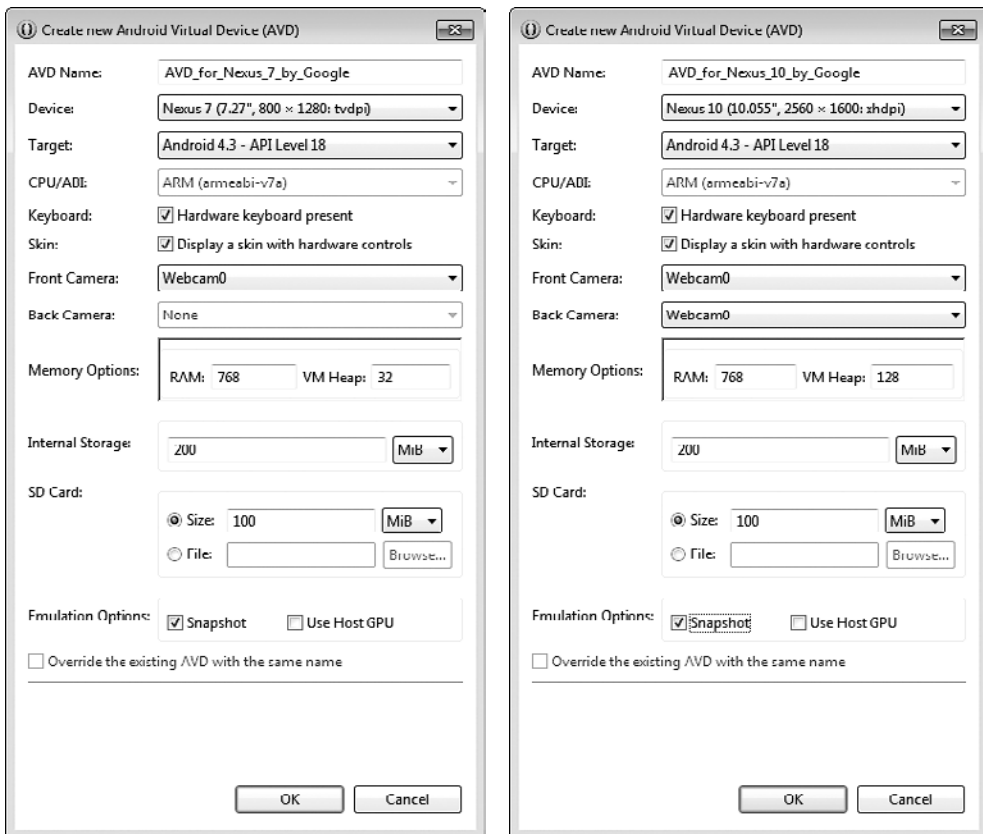 Create new Android Virtual Device (AVD)
AVD Name: AVD_for_Nexus_7_by_Google
Device: Nexus 7 (7.27", 800 × 1280: tvdpi)
Target: Android 4.3 - API Level 18
CPU/ABI: ARM (armeabi-v7a)
Keyboard: Hardware keyboard present
Skin: Display a skin with hardware controls
Front Camera: Webcam0
Back Camera: None
Memory Options: RAM: 768 VM Heap: 32
Internal Storage: 200 MiB
SD Card:
Size: 100 MiB
File: Browse...
Emulation Options: Snapshot Use Host GPU
Override the existing AVD with the same name
OK Cancel
Create new Android Virtual Device (AVD)
AVD Name: AVD_for_Nexus_10_by_Google
Device: Nexus 10 (10.055", 2560 × 1600: xhdpi)
Target: Android 4.3 - API Level 18
CPU/ABI: ARM (armeabi-v7a)
Keyboard: Hardware keyboard present
Skin: Display a skin with hardware controls
Front Camera: Webcam0
Back Camera: Webcam0
Memory Options: RAM: 768 VM Heap: 128
Internal Storage: 200 MiB
SD Card:
Size: 100 MiB
File: Browse...
Emulation Options: Snapshot Use Host GPU
Override the existing AVD with the same name
OK Cancel